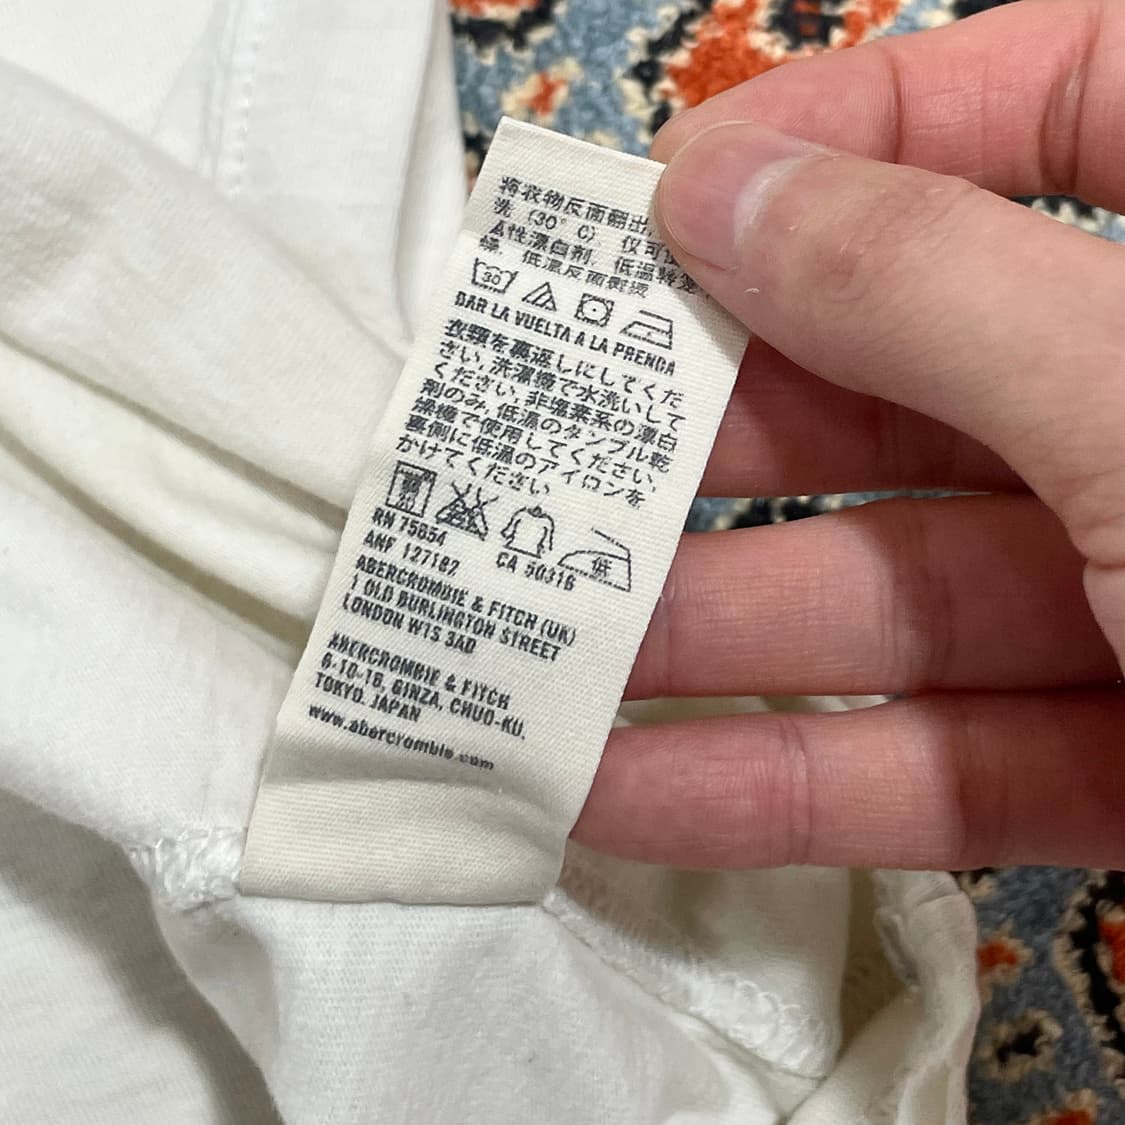 将衣物反面翻出
洗 (30° C) 仅可使
性漂白剂, 低温转笼
燥, 低温反面熨烫
30
DAR LA VUELTA A LA PRENDA
衣類を裏返しにしてくだ
さい, 洗濯機で水洗いして
ください, 非塩素系の漂白
剤のみ, 低温のタンブル乾
燥機で使用してください,
裏側に低温のアイロンを
かけてください
低
RN 75654
ANF 127182
CA 50316
ABERCROMBIE & FITCH (UK)
1 OLD BURLINGTON STREET
LONDON W1S 3AD
ABERCROMBIE & FITCH
6-10-16, GINZA, CHUO-KU,
TOKYO, JAPAN
www.abercrombie.com